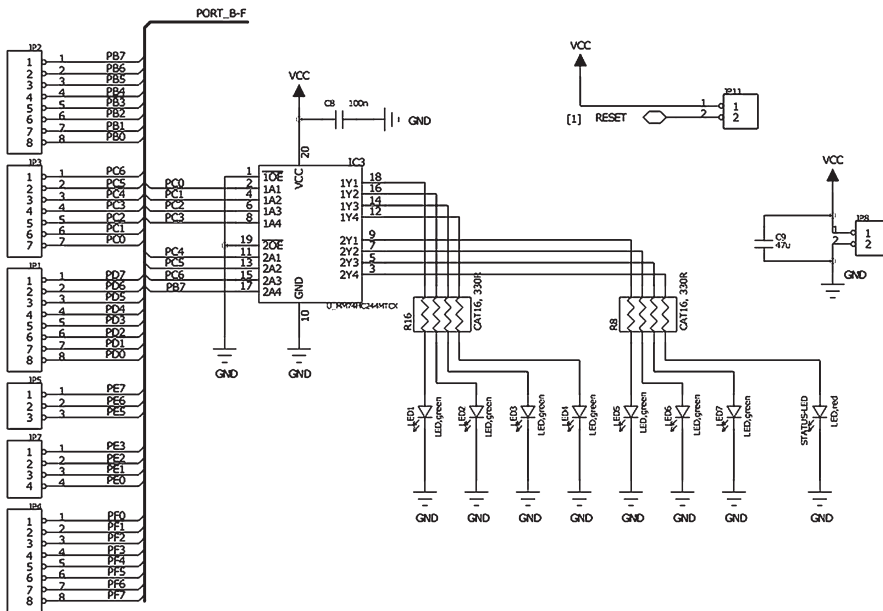 PORT_B-F
JP2
1 1 PB7
2 2 PB6
3 3 PB5
4 4 PB4
5 5 PB3
6 6 PB2
7 7 PB1
8 8 PB0
JP3
1 1 PC6
2 2 PC5
3 3 PC4
4 4 PC3
5 5 PC2
6 6 PC1
7 7 PC0
JP1
1 1 PD7
2 2 PD6
3 3 PD5
4 4 PD4
5 5 PD3
6 6 PD2
7 7 PD1
8 8 PD0
JP5
1 1 PE7
2 2 PE6
3 3 PE5
JP7
1 1 PE3
2 2 PE2
3 3 PE1
4 4 PE0
JP4
1 1 PF0
2 2 PF1
3 3 PF2
4 4 PF3
5 5 PF4
6 6 PF5
7 7 PF6
8 8 PF7
VCC
C8 100n
GND
20
IC3
VCC
1 1OE
PC0 2 1A1
PC1 4 1A2
PC2 6 1A3
PC3 8 1A4
19 2OE
PC4 11 2A1
PC5 13 2A2
PC6 15 2A3
PB7 17 2A4
1Y1 18
1Y2 16
1Y3 14
1Y4 12
2Y1 9
2Y2 7
2Y3 5
2Y4 3
GND
10
GND
GND
R16
CAT16, 330R
R8
CAT16, 330R
LED1
LED,green
LED2
LED,green
LED3
LED,green
LED4
LED,green
LED5
LED,green
LED6
LED,green
LED7
LED,green
STATUS-LED
LED,red
GND
GND
GND
GND
GND
GND
GND
GND
VCC
JP11
1 1
[1] RESET 2 2
VCC
JP8
C9
47u
1 1
2 2
GND